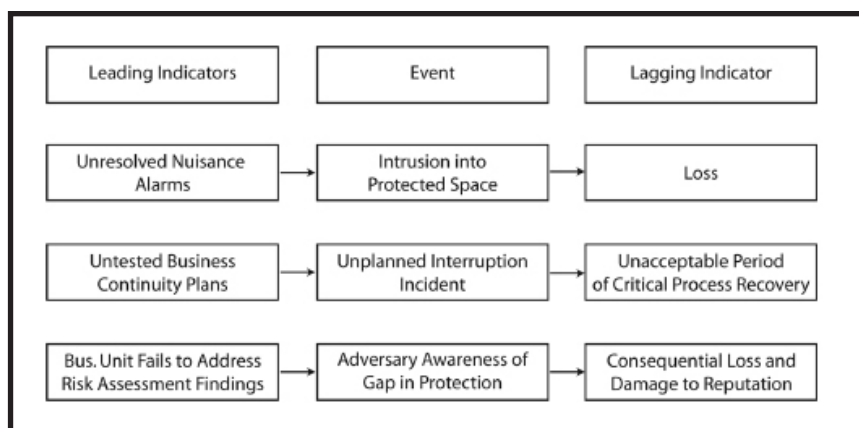 Leading Indicators
Event
Lagging Indicator
Unresolved Nuisance
Alarms
Intrusion into
Protected Space
Loss
Untested Business
Continuity Plans
Unplanned Interruption
Incident
Unacceptable Period
of Critical Process Recovery
Bus. Unit Fails to Address
Risk Assessment Findings
Adversary Awareness of
Gap in Protection
Consequential Loss and
Damage to Reputation